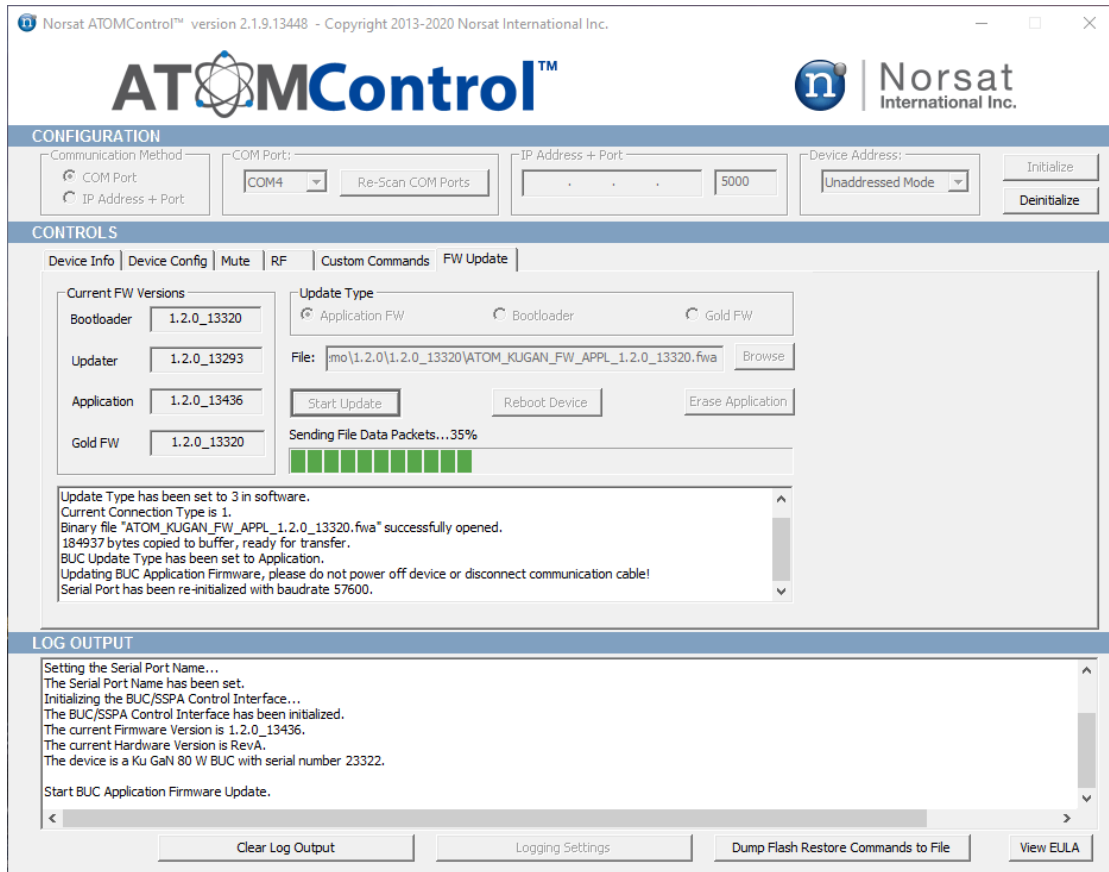 Norsat ATOMControl™ version 2.1.9.13448 - Copyright 2013-2020 Norsat International Inc.
ATOMControl™
n Norsat
International Inc.
CONFIGURATION
Communication Method
COM Port
IP Address + Port
COM Port:
COM4
Re-Scan COM Ports
IP Address + Port
. . .
5000
Device Address:
Unaddressed Mode
Initialize
Deinitialize
CONTROLS
Device Info Device Config Mute RF Custom Commands FW Update
Current FW Versions
Bootloader 1.2.0_13320
Updater 1.2.0_13293
Application 1.2.0_13436
Gold FW 1.2.0_13320
Update Type
Application FW Bootloader Gold FW
File: :mo\1.2.0\1.2.0_13320\ATOM_KUGAN_FW_APPL_1.2.0_13320.fwa Browse
Start Update Reboot Device Erase Application
Sending File Data Packets...35%
Update Type has been set to 3 in software.
Current Connection Type is 1.
Binary file "ATOM_KUGAN_FW_APPL_1.2.0_13320.fwa" successfully opened.
184937 bytes copied to buffer, ready for transfer.
BUC Update Type has been set to Application.
Updating BUC Application Firmware, please do not power off device or disconnect communication cable!
Serial Port has been re-initialized with baudrate 57600.
LOG OUTPUT
Setting the Serial Port Name...
The Serial Port Name has been set.
Initializing the BUC/SSPA Control Interface...
The BUC/SSPA Control Interface has been initialized.
The current Firmware Version is 1.2.0_13436.
The current Hardware Version is RevA.
The device is a Ku GaN 80 W BUC with serial number 23322.
Start BUC Application Firmware Update.
Clear Log Output Logging Settings Dump Flash Restore Commands to File View EULA